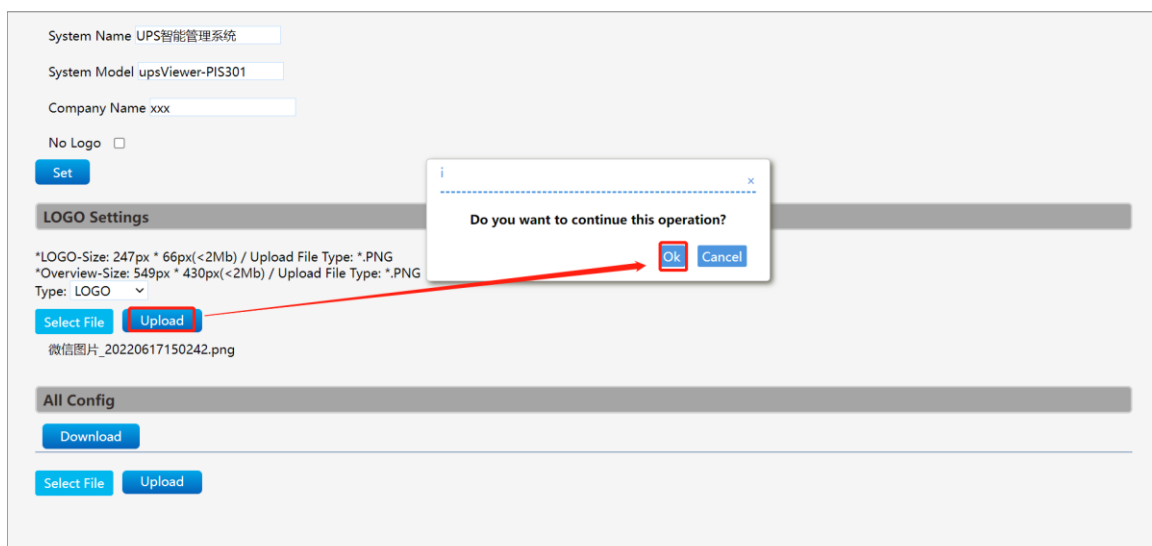 System Name UPS智能管理系统
System Model upsViewer-PIS301
Company Name xxx
No Logo
Set
i
×
Do you want to continue this operation?
Ok Cancel
LOGO Settings
*LOGO-Size: 247px * 66px(<2Mb) / Upload File Type: *.PNG
*Overview-Size: 549px * 430px(<2Mb) / Upload File Type: *.PNG
Type: LOGO
Select File Upload
微信图片_20220617150242.png
All Config
Download
Select File Upload